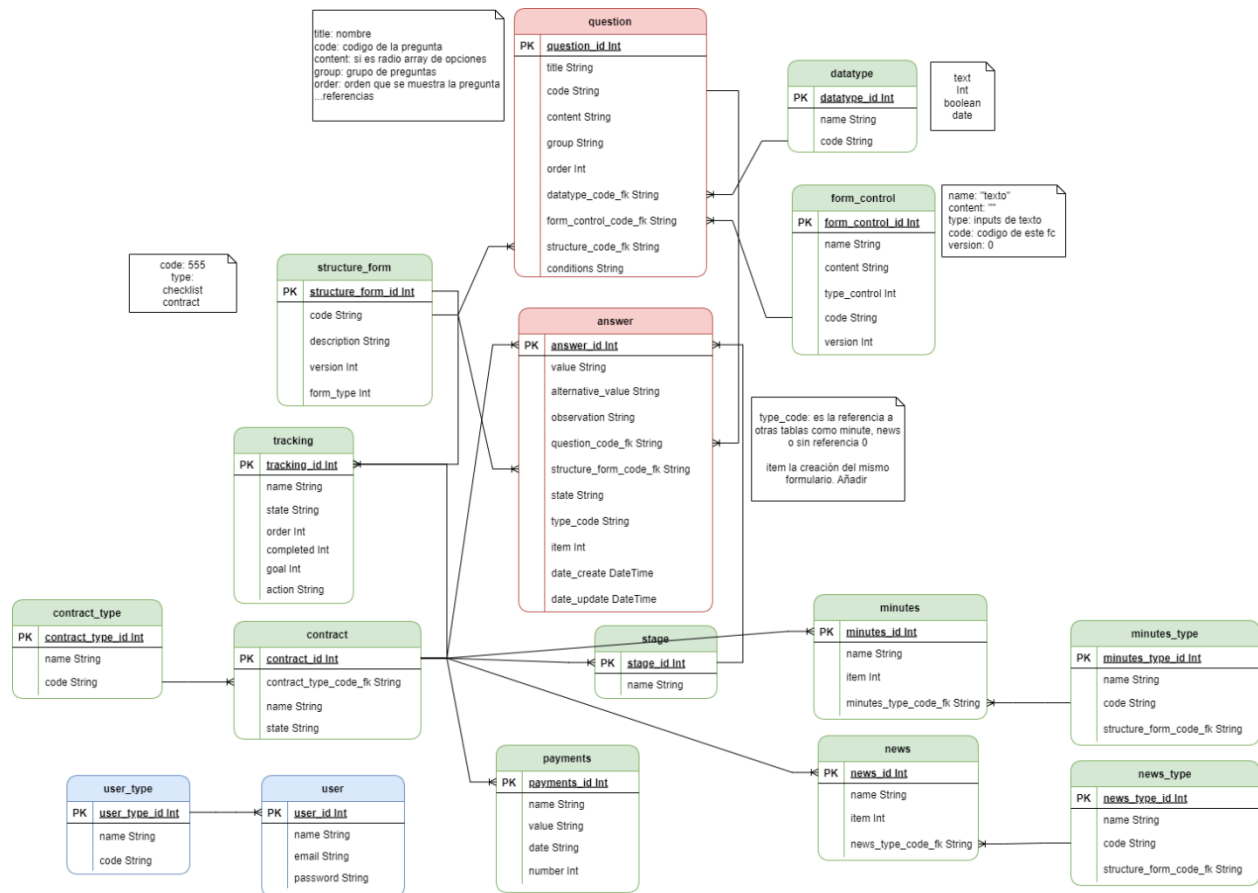 question
PK question_id Int
title String
code String
content String
group String
order Int
datatype_code_fk String
form_control_code_fk String
structure_code_fk String
conditions String
title: nombre
code: codigo de la pregunta
content: si es radio array de opciones
group: grupo de preguntas
order: orden que se muestra la pregunta
...referencias
datatype
PK datatype_id Int
name String
code String
text
Int
boolean
date
form_control
PK form_control_id Int
name String
content String
type_control Int
code String
version Int
name: "texto"
content: ""
type: inputs de texto
code: codigo de este fc
version: 0
code: 555
type:
checklist
contract
structure_form
PK structure_form_id Int
code String
description String
version Int
form_type Int
answer
PK answer_id Int
value String
alternative_value String
observation String
question_code_fk String
structure_form_code_fk String
state String
type_code String
item Int
date_create DateTime
date_update DateTime
type_code: es la referencia a
otras tablas como minute, news
o sin referencia 0
item la creación del mismo
formulario. Añadir
tracking
PK tracking_id Int
name String
state String
order Int
completed Int
goal Int
action String
contract_type
PK contract_type_id Int
name String
code String
contract
PK contract_id Int
contract_type_code_fk String
name String
state String
stage
PK stage_id Int
name String
minutes
PK minutes_id Int
name String
item Int
minutes_type_code_fk String
minutes_type
PK minutes_type_id Int
name String
code String
structure_form_code_fk String
payments
PK payments_id Int
name String
value String
date String
number Int
news
PK news_id Int
name String
item Int
news_type_code_fk String
news_type
PK news_type_id Int
name String
code String
structure_form_code_fk String
user_type
PK user_type_id Int
name String
code String
user
PK user_id Int
name String
email String
password String